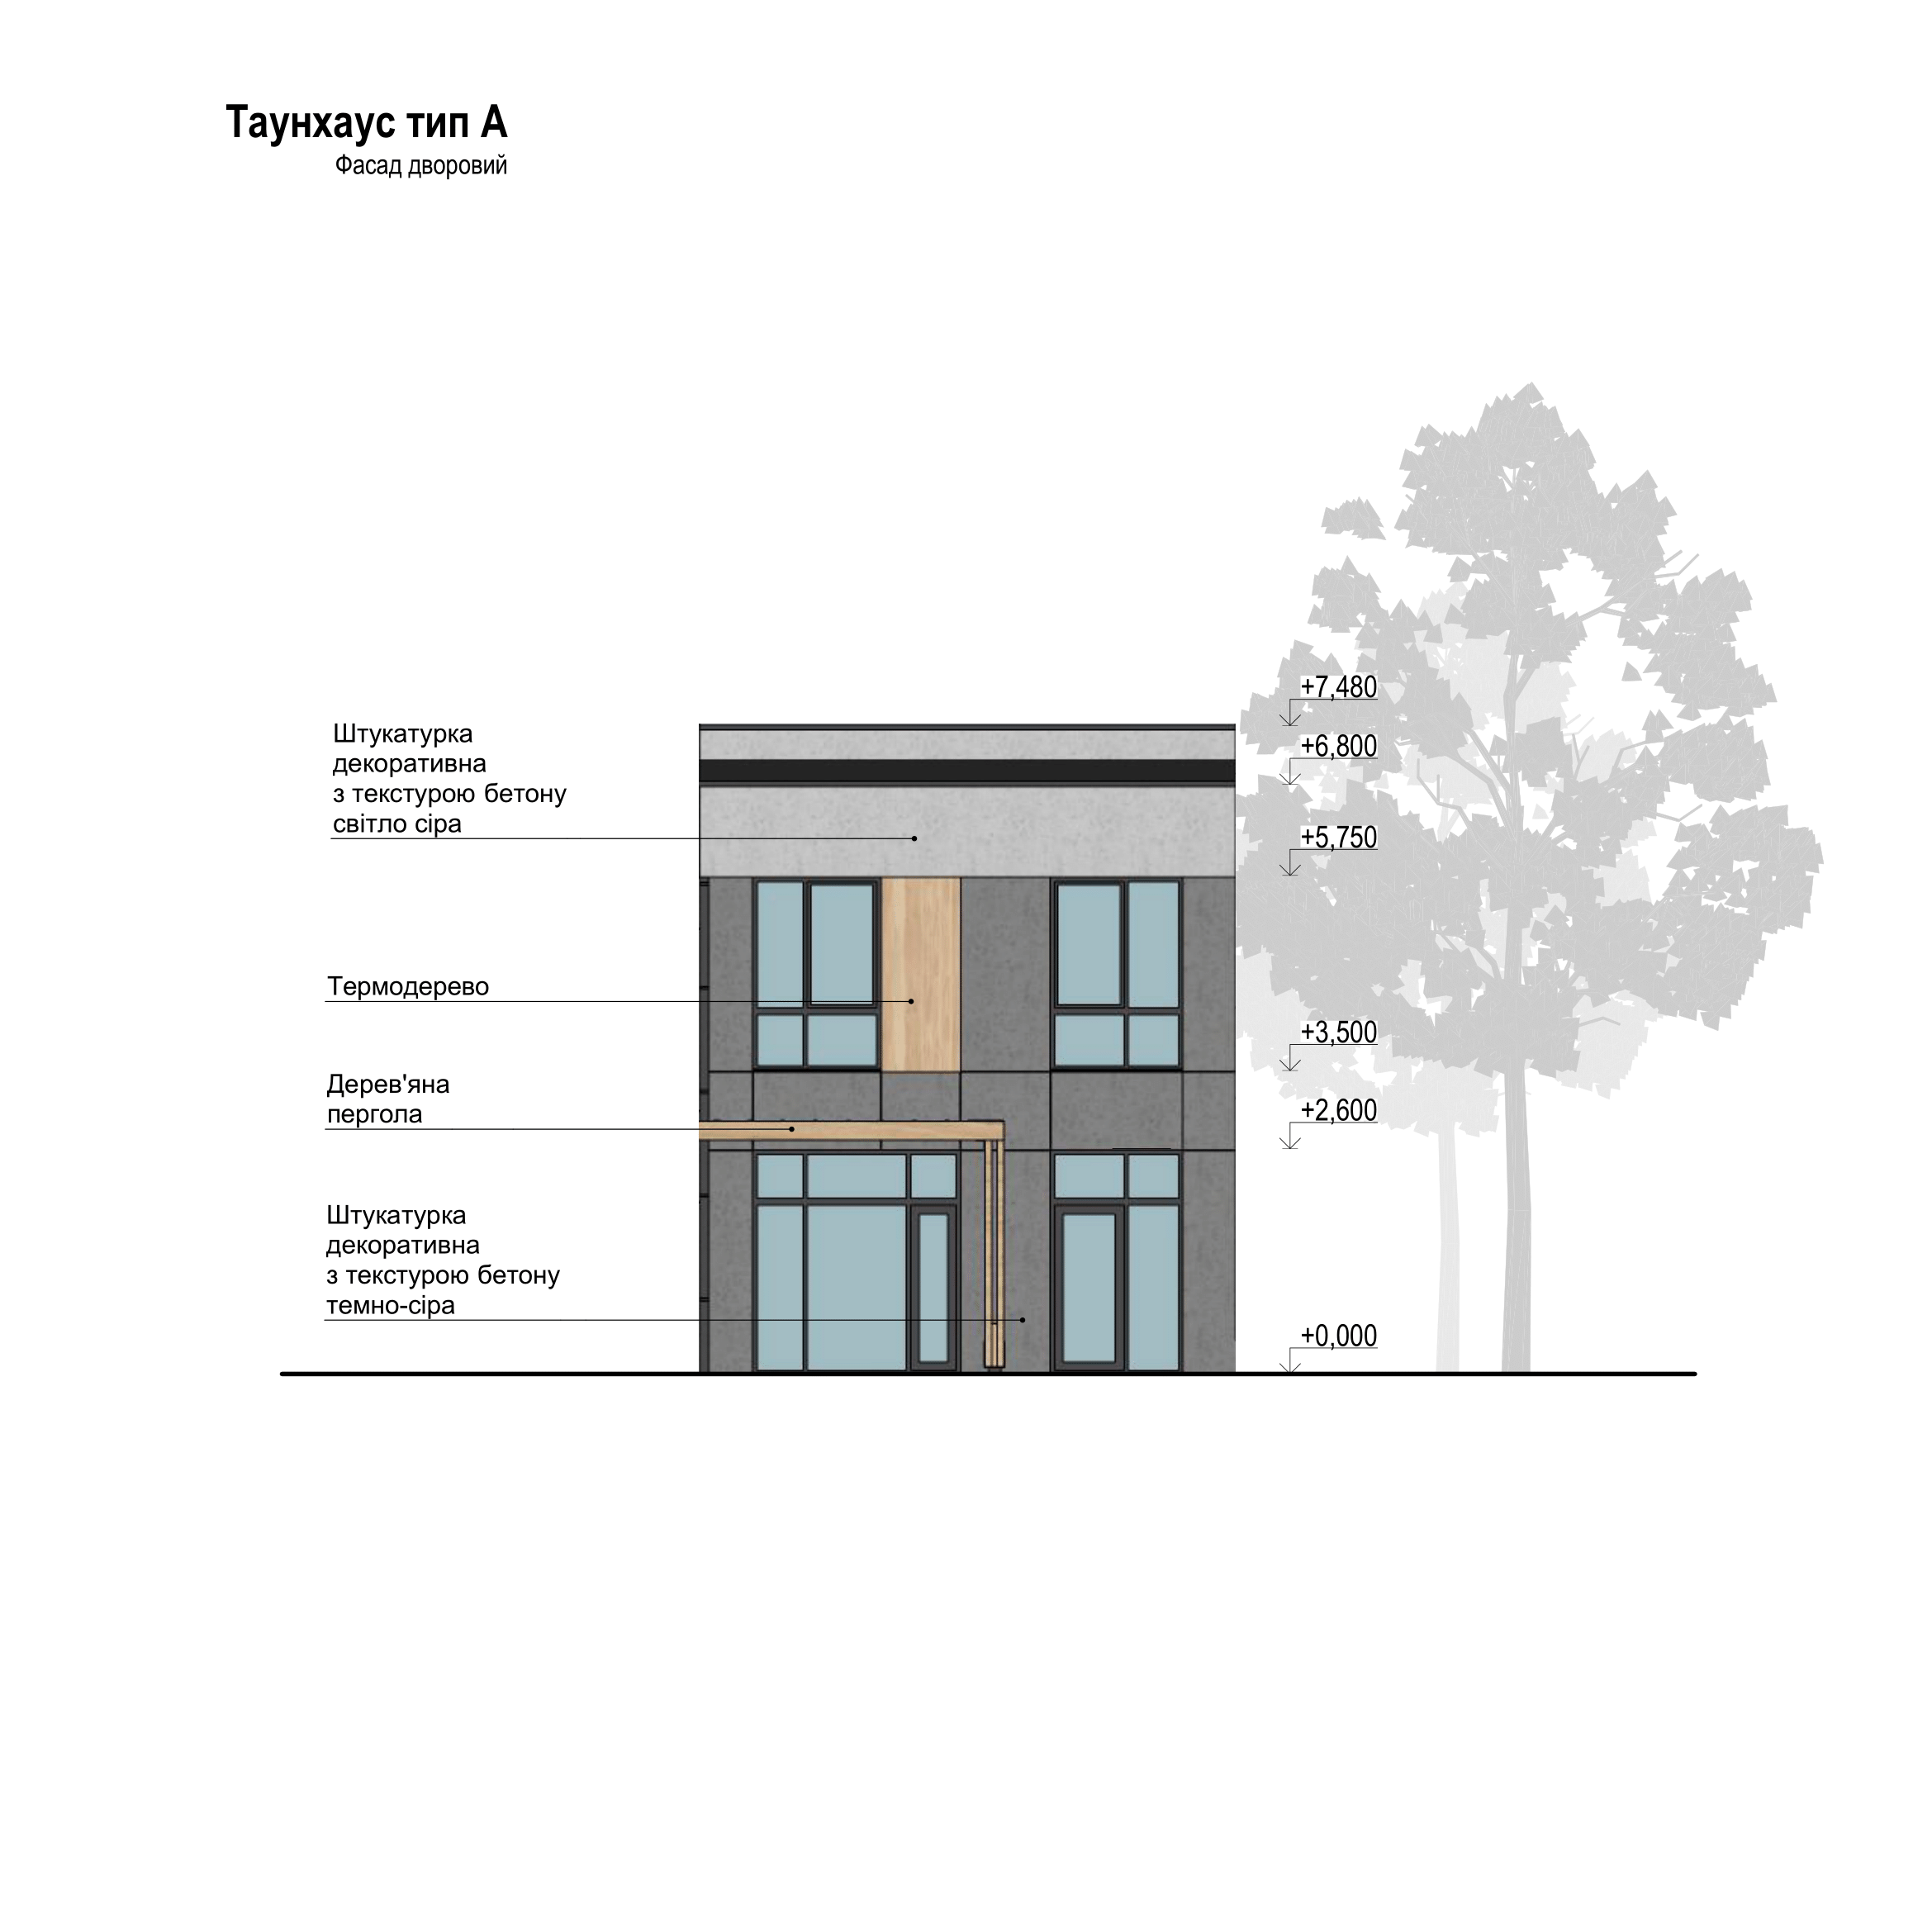 Таунхаус тип А
Фасад дворовий
+7,480
Штукатурка
декоративна
з текстурою бетону
світло сіра
+6,800
+5,750
Термодерево
+3,500
Дерев'яна
пергола
+2,600
Штукатурка
декоративна
з текстурою бетону
темно-сіра
+0,000